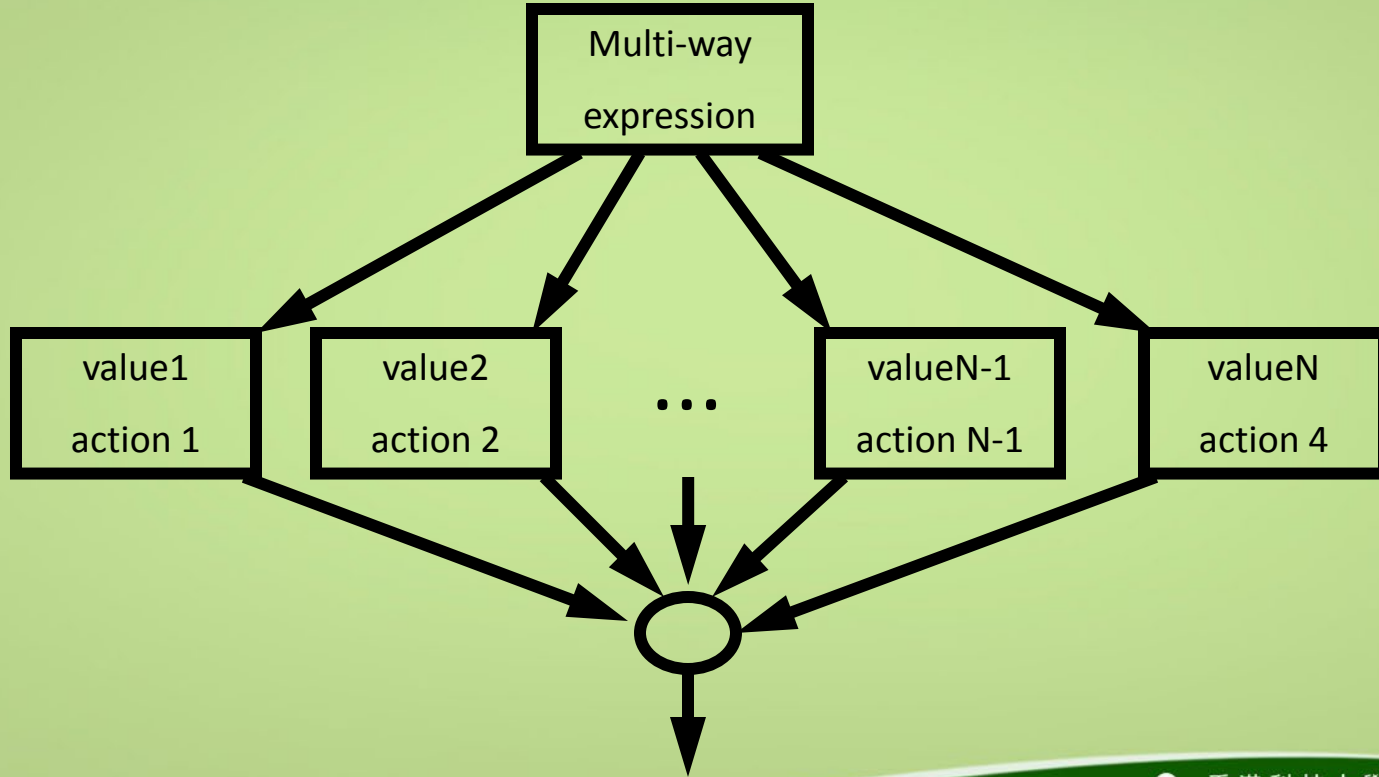 Multi-way
expression
value1
action 1
value2
action 2
...
valueN-1
action N-1
valueN
action 4